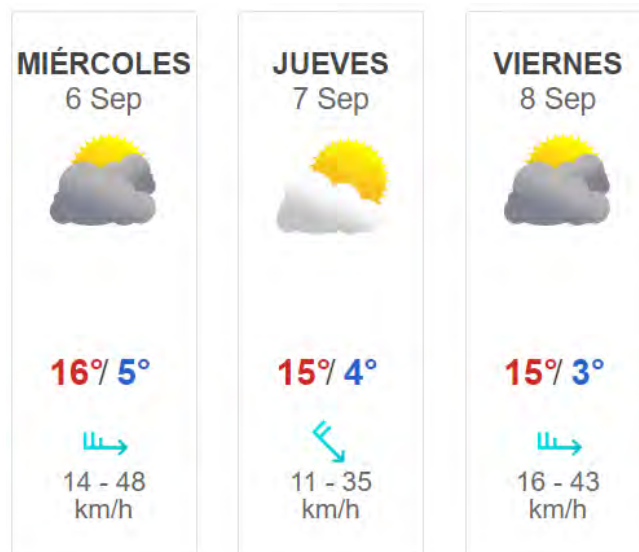 MIÉRCOLES
6 Sep
16°/ 5°
14 - 48
km/h
JUEVES
7 Sep
15°/ 4°
11 - 35
km/h
VIERNES
8 Sep
15°/ 3°
16 - 43
km/h